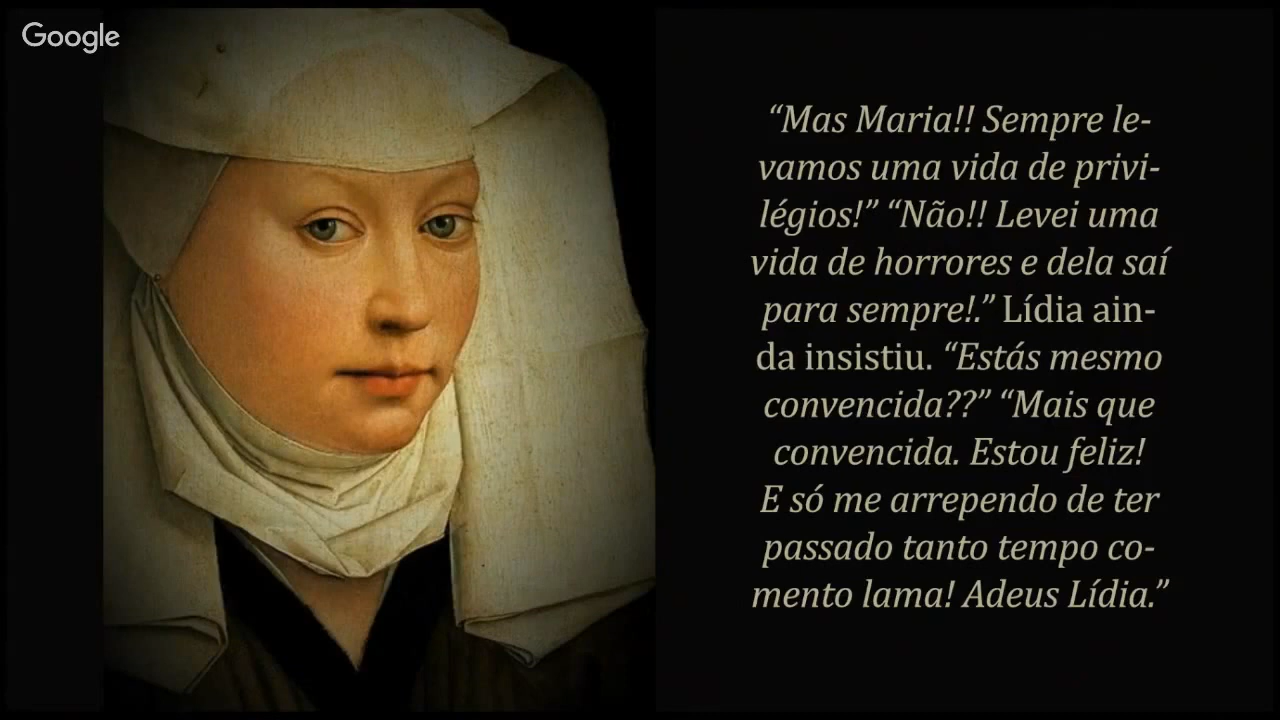 Google
“Mas Maria!! Sempre le-
vamos uma vida de privi-
légios!” “Não!! Levei uma
vida de horrores e dela saí
para sempre!.” Lídia ain-
da insistiu. “Estás mesmo
convencida??” “Mais que
convencida. Estou feliz!
E só me arrependo de ter
passado tanto tempo co-
mento lama! Adeus Lídia.”